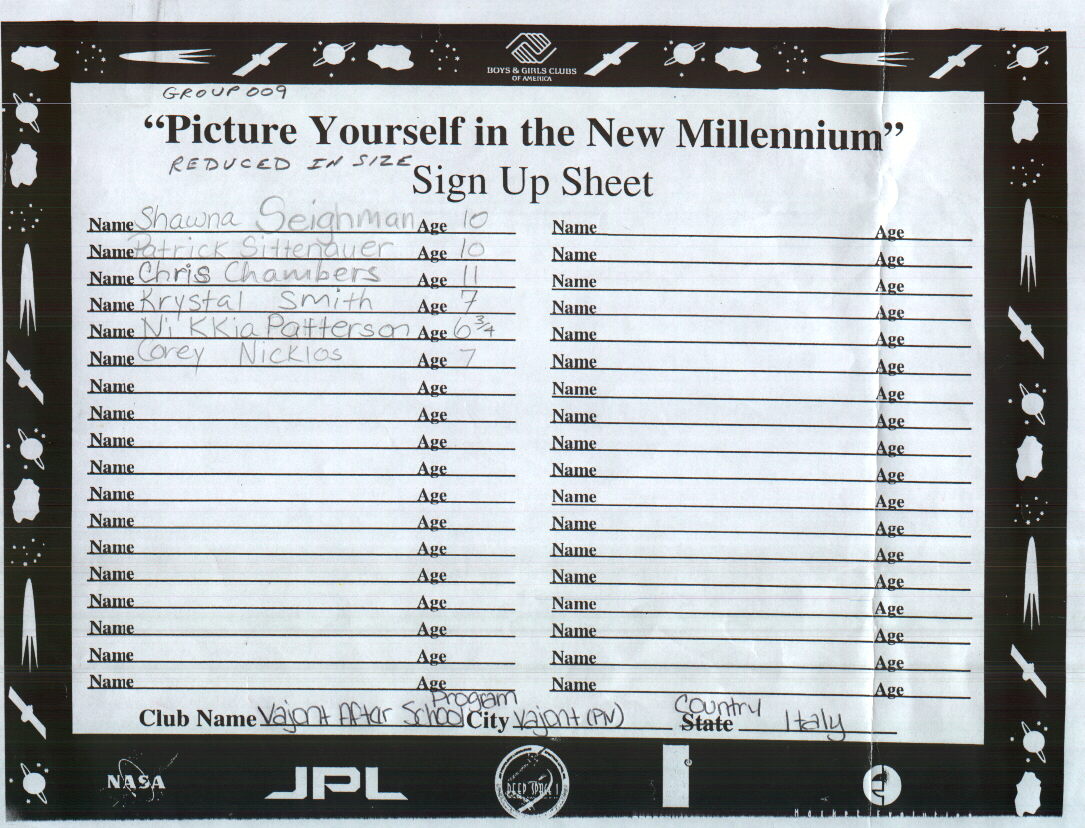 BOYS & GIRLS CLUBS
OF AMERICA
GROUP 009
“Picture Yourself in the New Millennium”
REDUCED IN SIZE
Sign Up Sheet
Name Shawna Seighman Age 10 Name Age
Name Patrick Sittenauer Age 10 Name Age
Name Chris Chambers Age 11 Name Age
Name Krystal Smith Age 7 Name Age
Name Ni KKia Patterson Age 6 3/4 Name Age
Name Corey Nicklos Age 7 Name Age
Name Age Name Age
Name Age Name Age
Name Age Name Age
Name Age Name Age
Name Age Name Age
Name Age Name Age
Name Age Name Age
Name Age Name Age
Name Age Name Age
Name Age Name Age
Name Age Name Age
Name Age Name Age
Program Country
Club Name Vajont After School City Vajont (PN) State Italy
NASA JPL DEEP SPACE 1